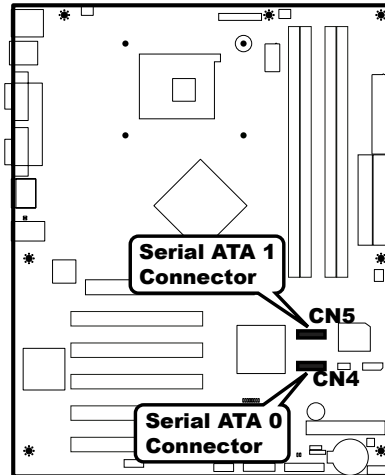 Serial ATA 1
Connector
CN5
CN4
Serial ATA 0
Connector